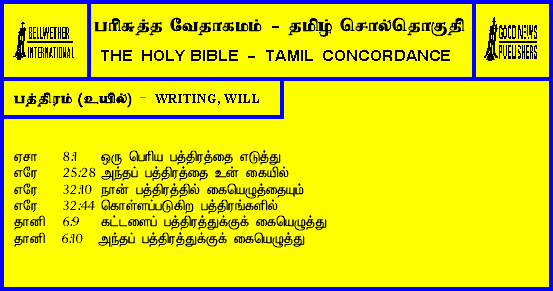 BELLWETHER
INTERNATIONAL
பரிசுத்த வேதாகமம் - தமிழ் சொல்தொகுதி
THE HOLY BIBLE - TAMIL CONCORDANCE
GOOD NEWS
PUBLISHERS
பத்திரம் (உயில்) - WRITING, WILL
ஏசா 8:1 ஒரு பெரிய பத்திரத்தை எடுத்து
எரே 25:28 அந்தப் பத்திரத்தை உன் கையில்
எரே 32:10 நான் பத்திரத்தில் கையெழுத்தையும்
எரே 32:44 கொள்ளப்படுகிற பத்திரங்களில்
தானி 6:9 கட்டளைப் பத்திரத்துக்குக் கையெழுத்து
தானி 6:10 அந்தப் பத்திரத்துக்குக் கையெழுத்து